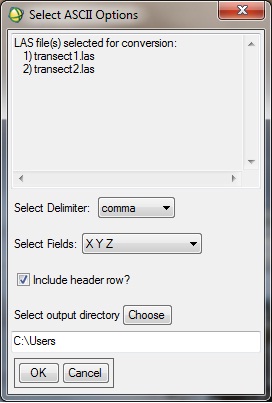 Select ASCII Options
LAS file(s) selected for conversion:
1) transect1.las
2) transect2.las
Select Delimiter: comma
Select Fields: X Y Z
Include header row?
Select output directory Choose
C:\Users
OK Cancel